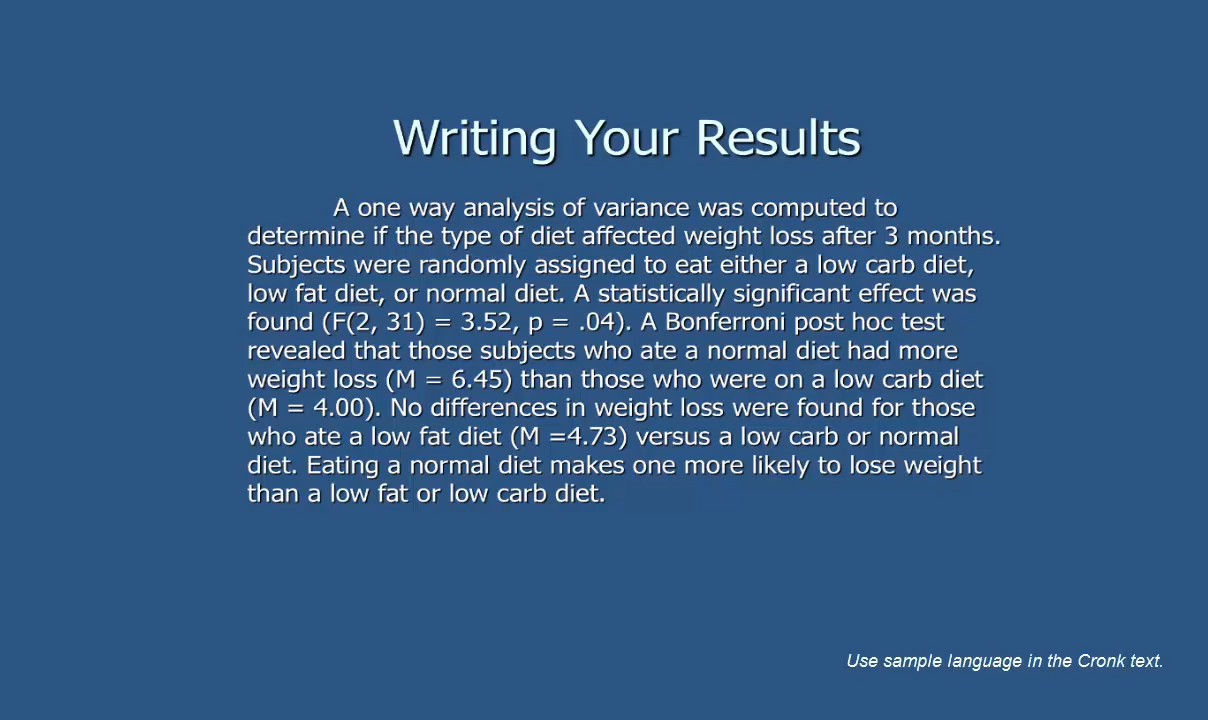 Writing Your Results
A one way analysis of variance was computed to
determine if the type of diet affected weight loss after 3 months.
Subjects were randomly assigned to eat either a low carb diet,
low fat diet, or normal diet. A statistically significant effect was
found (F(2, 31) = 3.52, p = .04). A Bonferroni post hoc test
revealed that those subjects who ate a normal diet had more
weight loss (M = 6.45) than those who were on a low carb diet
(M = 4.00). No differences in weight loss were found for those
who ate a low fat diet (M =4.73) versus a low carb or normal
diet. Eating a normal diet makes one more likely to lose weight
than a low fat or low carb diet.
Use sample language in the Cronk text.